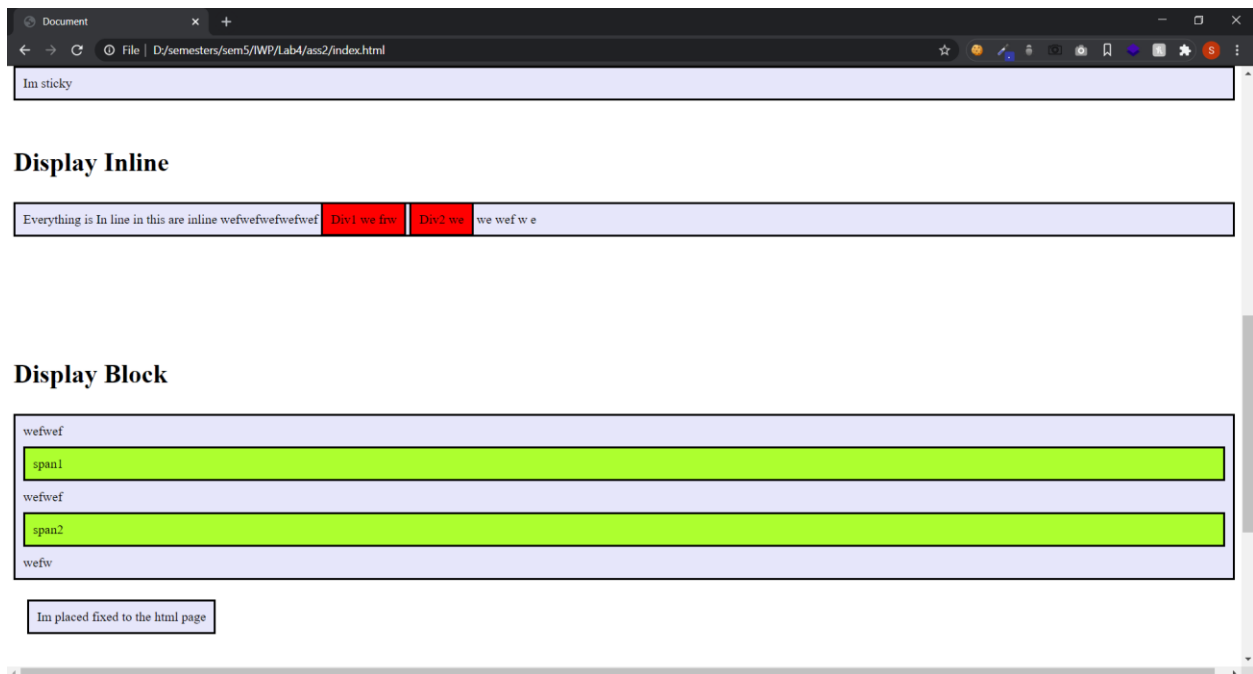 Document
File | D:/semesters/sem5/IWP/Lab4/ass2/index.html
S
Im sticky
Display Inline
Everything is In line in this are inline wefwefwefwefwef Div1 we frw Div2 we we wef w e
Display Block
wefwef
span1
wefwef
span2
wefw
Im placed fixed to the html page